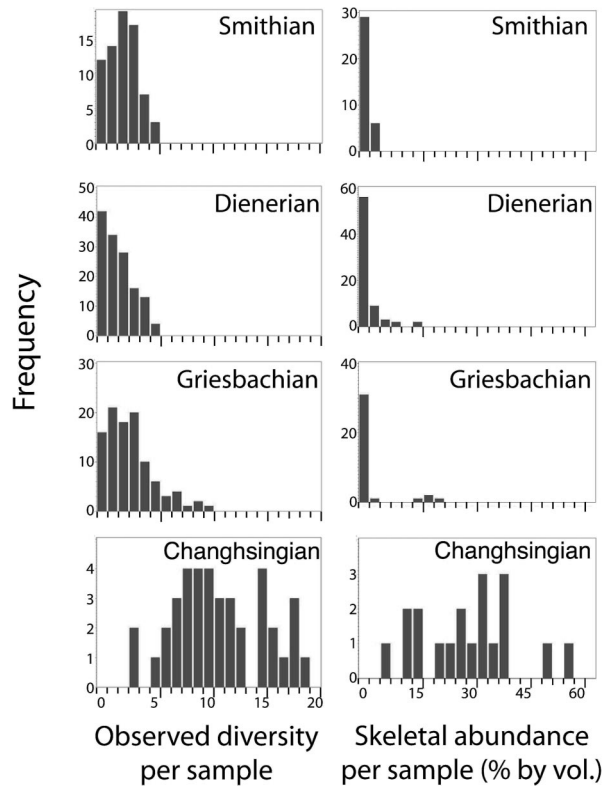 Smithian
15
10
5
0
Smithian
30
20
10
0
Dienerian
50
40
30
20
10
0
Dienerian
60
40
20
0
Griesbachian
30
20
10
0
Griesbachian
40
20
0
Changhsingian
4
3
2
1
0
Changhsingian
3
2
1
0
0 5 10 15 20
0 15 30 45 60
Frequency
Observed diversity
per sample
Skeletal abundance
per sample (% by vol.)